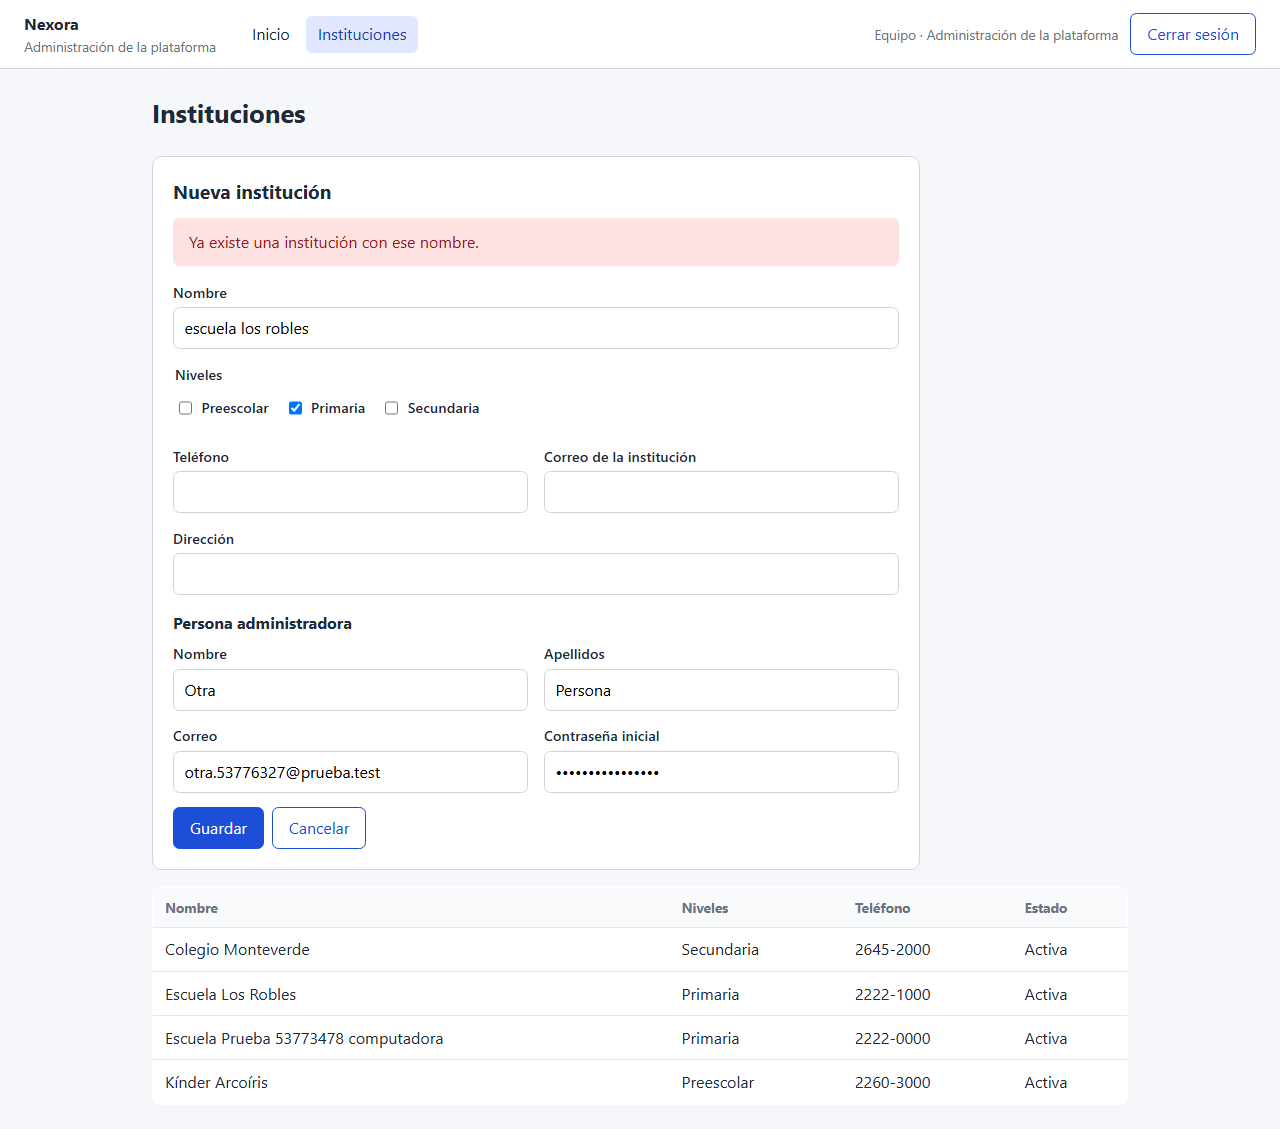 Nexora
Administración de la plataforma
Inicio
Instituciones
Equipo · Administración de la plataforma
Cerrar sesión
Instituciones
Nueva institución
Ya existe una institución con ese nombre.
Nombre
escuela los robles
Niveles
Preescolar
Primaria
Secundaria
Teléfono
Correo de la institución
Dirección
Persona administradora
Nombre
Apellidos
Otra
Persona
Correo
Contraseña inicial
otra.53776327@prueba.test
••••••••••••••••
Guardar
Cancelar
Nombre Niveles Teléfono Estado
Colegio Monteverde Secundaria 2645-2000 Activa
Escuela Los Robles Primaria 2222-1000 Activa
Escuela Prueba 53773478 computadora Primaria 2222-0000 Activa
Kínder Arcoíris Preescolar 2260-3000 Activa